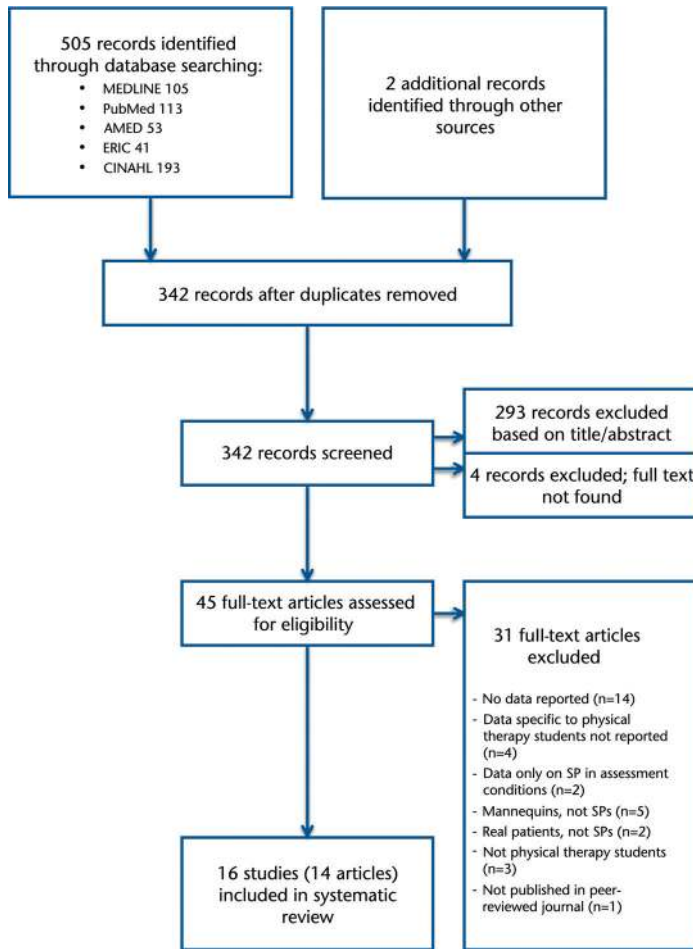 505 records identified
through database searching:
• MEDLINE 105
• PubMed 113
• AMED 53
• ERIC 41
• CINAHL 193
2 additional records
identified through other
sources
342 records after duplicates removed
342 records screened
293 records excluded
based on title/abstract
4 records excluded; full text
not found
45 full-text articles assessed
for eligibility
31 full-text articles
excluded
- No data reported (n=14)
- Data specific to physical
therapy students not reported
(n=4)
- Data only on SP in assessment
conditions (n=2)
- Mannequins, not SPs (n=5)
- Real patients, not SPs (n=2)
- Not physical therapy students
(n=3)
- Not published in peer-
reviewed journal (n=1)
16 studies (14 articles)
included in systematic
review